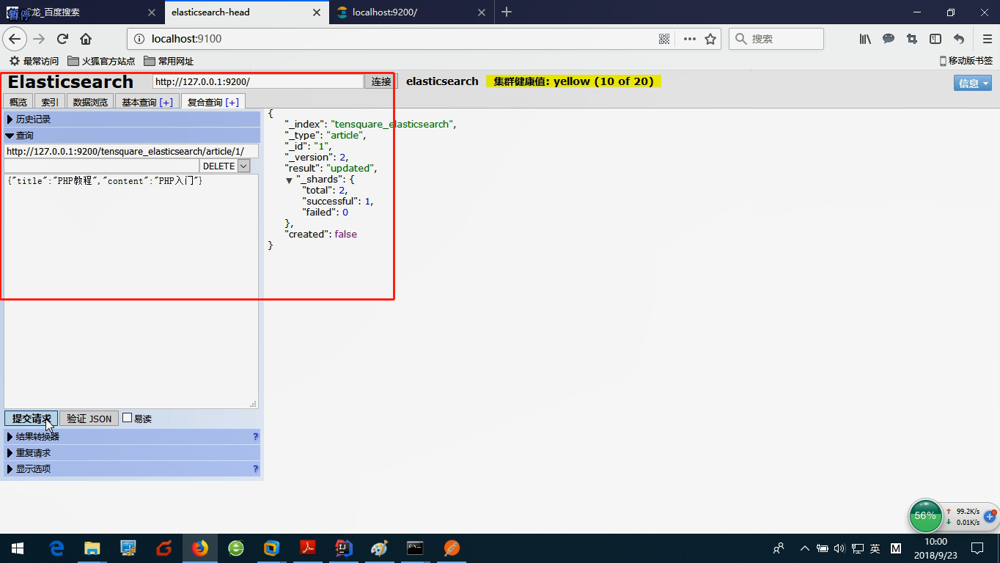 暂停
龙_百度搜索
elasticsearch-head
localhost:9200/
localhost:9100
搜索
最常访问
火狐官方站点
常用网址
移动版书签
Elasticsearch
http://127.0.0.1:9200/
连接
elasticsearch
集群健康值: yellow (10 of 20)
信息
概览
索引
数据浏览
基本查询 [+]
复合查询 [+]
历史记录
查询
http://127.0.0.1:9200/tensquare_elasticsearch/article/1/
DELETE
{"title":"PHP教程","content":"PHP入门"}
提交请求
验证 JSON
易读
结果转换器
?
重复请求
显示选项
?
{
"_index": "tensquare_elasticsearch",
"_type": "article",
"_id": "1",
"_version": 2,
"result": "updated",
"_shards": {
"total": 2,
"successful": 1,
"failed": 0
},
"created": false
}
56%
99.2K/s
0.01K/s
英
M
10:00
2018/9/23